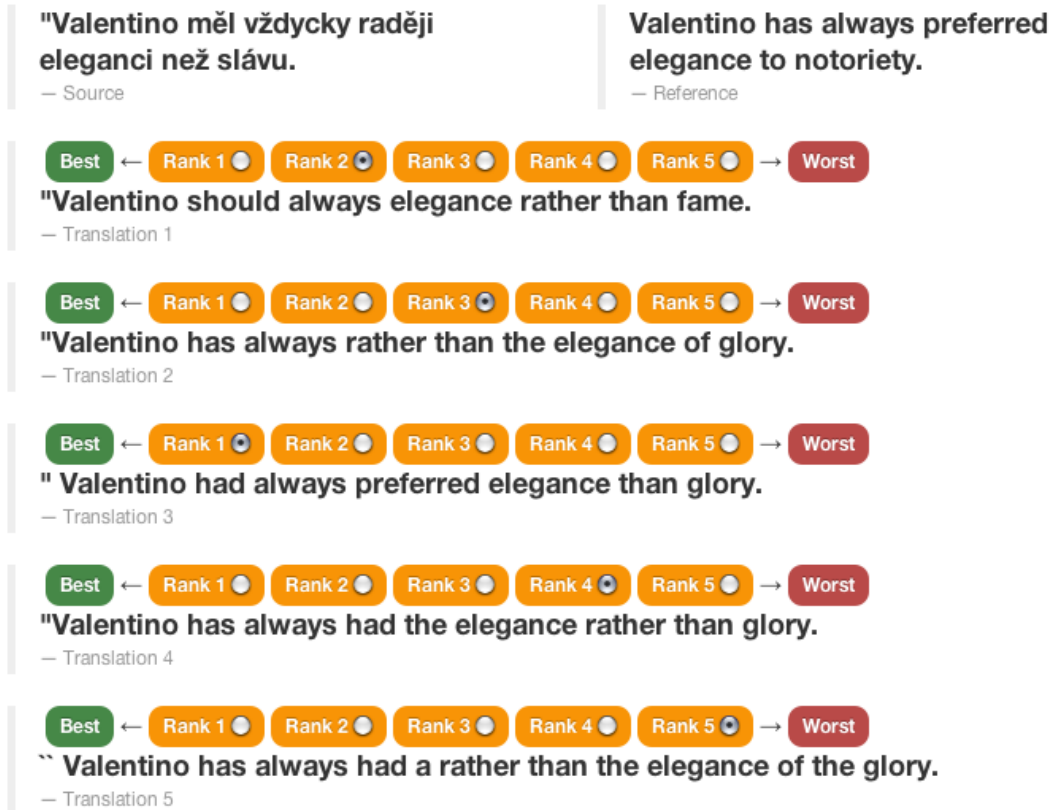 "Valentino měl vždycky raději
eleganci než slávu.
— Source
Valentino has always preferred
elegance to notoriety.
— Reference
Best ← Rank 1 Rank 2 Rank 3 Rank 4 Rank 5 → Worst
"Valentino should always elegance rather than fame.
— Translation 1
Best ← Rank 1 Rank 2 Rank 3 Rank 4 Rank 5 → Worst
"Valentino has always rather than the elegance of glory.
— Translation 2
Best ← Rank 1 Rank 2 Rank 3 Rank 4 Rank 5 → Worst
" Valentino had always preferred elegance than glory.
— Translation 3
Best ← Rank 1 Rank 2 Rank 3 Rank 4 Rank 5 → Worst
"Valentino has always had the elegance rather than glory.
— Translation 4
Best ← Rank 1 Rank 2 Rank 3 Rank 4 Rank 5 → Worst
`` Valentino has always had a rather than the elegance of the glory.
— Translation 5